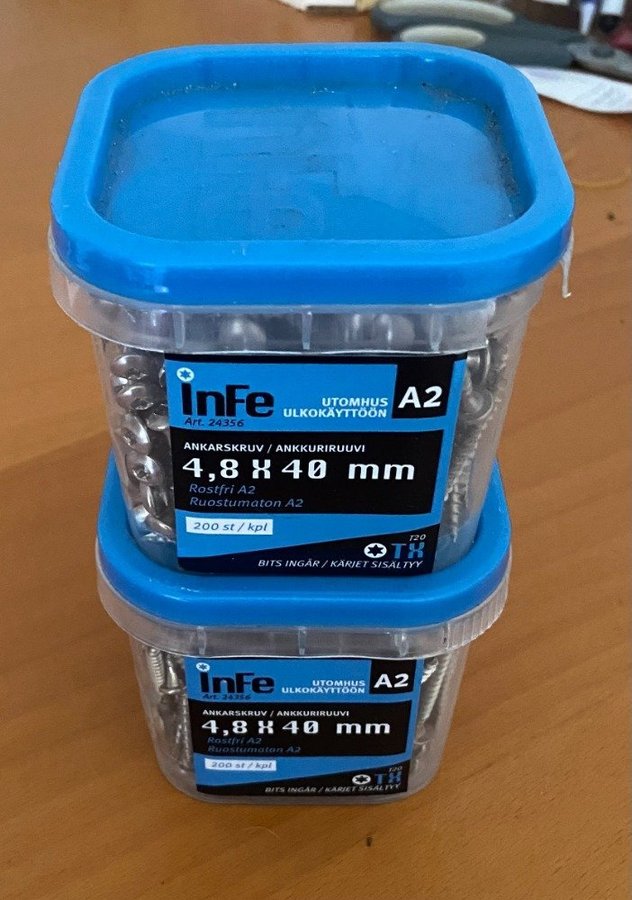 InFe
Art. 24356
UTOMHUS
ULKOKÄYTTÖÖN
A2
ANKARSKRUV / ANKKURIRUUVI
4,8 X 40 mm
Rostfri A2
Ruostumaton A2
200 st / kpl
T20
TX
BITS INGÅR / KÄRJET SISÄLTYY
InFe
Art. 24356
UTOMHUS
ULKOKÄYTTÖÖN
A2
ANKARSKRUV / ANKKURIRUUVI
4,8 X 40 mm
Rostfri A2
Ruostumaton A2
200 st / kpl
T20
TX
BITS INGÅR / KÄRJET SISÄLTYY